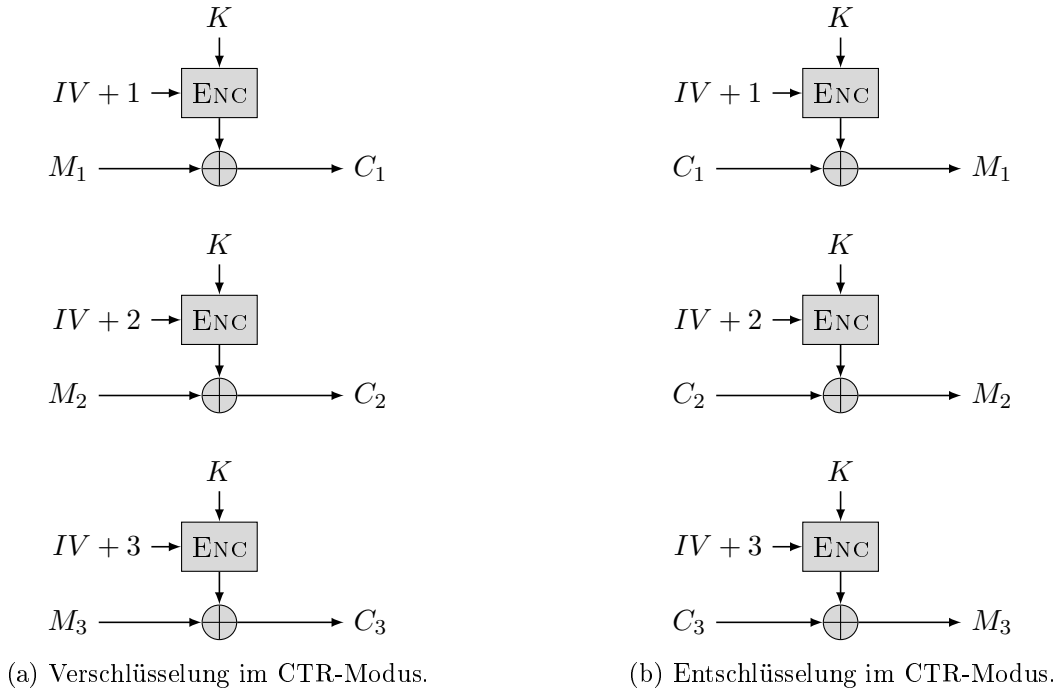 K
IV + 1
ENC
M₁
C₁
K
IV + 2
ENC
M₂
C₂
K
IV + 3
ENC
M₃
C₃
(a) Verschlüsselung im CTR-Modus.
K
IV + 1
ENC
C₁
M₁
K
IV + 2
ENC
C₂
M₂
K
IV + 3
ENC
C₃
M₃
(b) Entschlüsselung im CTR-Modus.